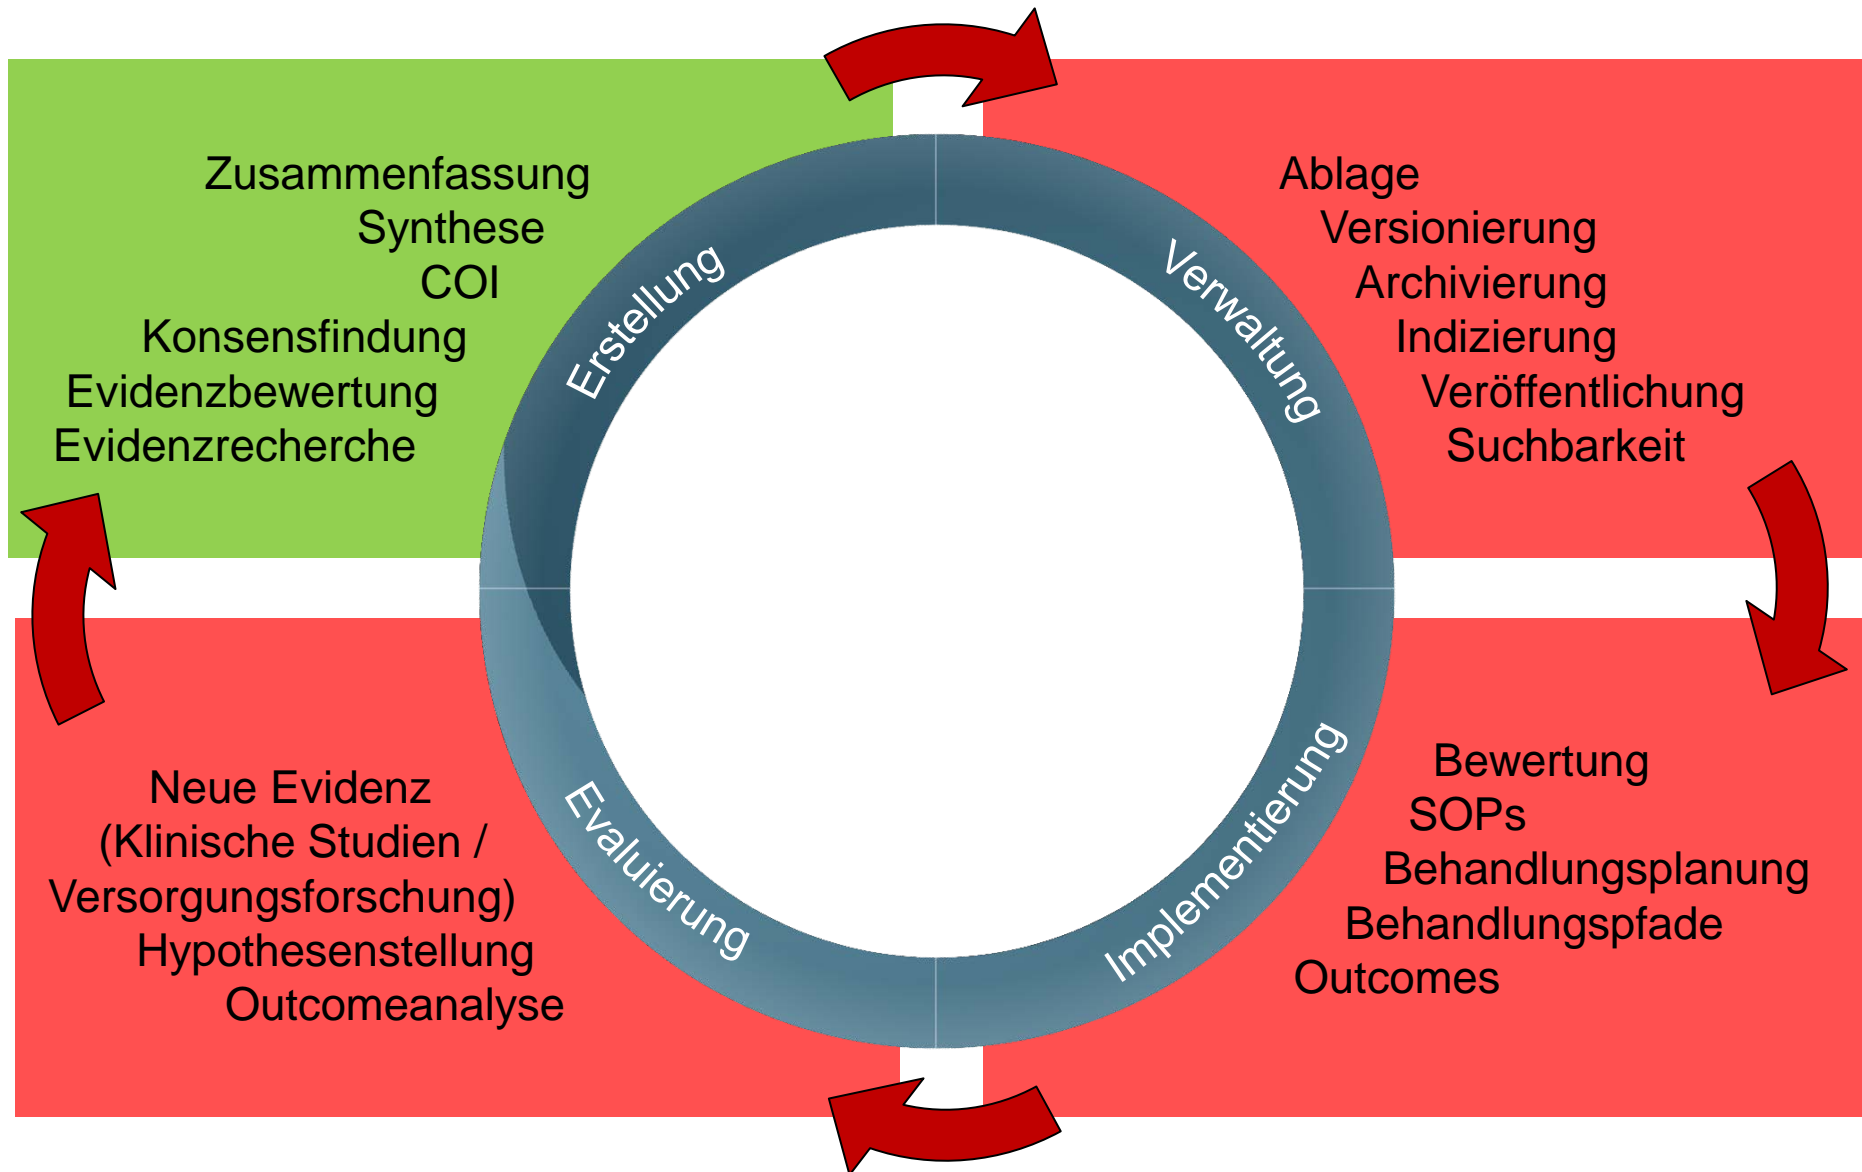 Zusammenfassung
Synthese
COI
Konsensfindung
Evidenzbewertung
Evidenzrecherche
Erstellung
Verwaltung
Ablage
Versionierung
Archivierung
Indizierung
Veröffentlichung
Suchbarkeit
Neue Evidenz
(Klinische Studien /
Versorgungsforschung)
Hypothesenstellung
Outcomeanalyse
Evaluierung
Implementierung
Bewertung
SOPs
Behandlungsplanung
Behandlungspfade
Outcomes